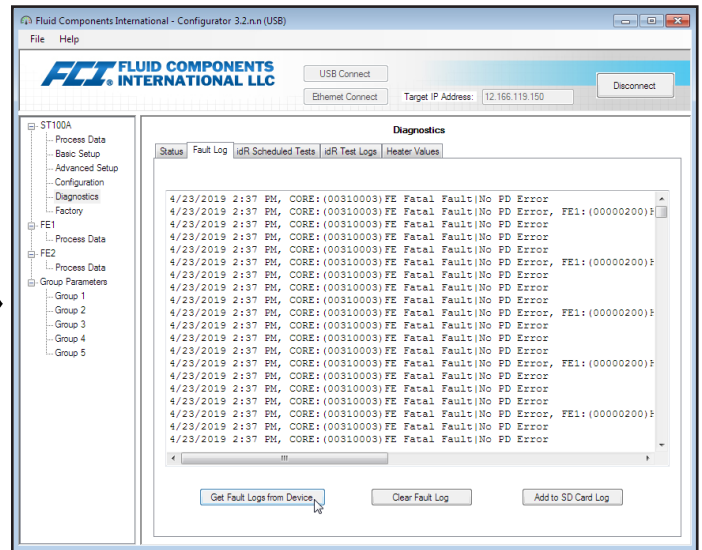 Fluid Components International - Configurator 3.2.n.n (USB)
File Help
FCI FLUID COMPONENTS
® INTERNATIONAL LLC
USB Connect
Ethernet Connect
Target IP Address: 12.166.119.150
Disconnect
ST100A
Process Data
Basic Setup
Advanced Setup
Configuration
Diagnostics
Factory
FE1
Process Data
FE2
Process Data
Group Parameters
Group 1
Group 2
Group 3
Group 4
Group 5
Diagnostics
Status Fault Log idR Scheduled Tests idR Test Logs Heater Values
4/23/2019 2:37 PM, CORE:(00310003)FE Fatal Fault|No PD Error
4/23/2019 2:37 PM, CORE:(00310003)FE Fatal Fault|No PD Error, FE1:(00000200)
4/23/2019 2:37 PM, CORE:(00310003)FE Fatal Fault|No PD Error
4/23/2019 2:37 PM, CORE:(00310003)FE Fatal Fault|No PD Error
4/23/2019 2:37 PM, CORE:(00310003)FE Fatal Fault|No PD Error
4/23/2019 2:37 PM, CORE:(00310003)FE Fatal Fault|No PD Error, FE1:(00000200)F
4/23/2019 2:37 PM, CORE:(00310003)FE Fatal Fault|No PD Error
4/23/2019 2:37 PM, CORE:(00310003)FE Fatal Fault|No PD Error
4/23/2019 2:37 PM, CORE:(00310003)FE Fatal Fault|No PD Error
4/23/2019 2:37 PM, CORE:(00310003)FE Fatal Fault|No PD Error, FE1:(00000200)F
4/23/2019 2:37 PM, CORE:(00310003)FE Fatal Fault|No PD Error
4/23/2019 2:37 PM, CORE:(00310003)FE Fatal Fault|No PD Error
4/23/2019 2:37 PM, CORE:(00310003)FE Fatal Fault|No PD Error
4/23/2019 2:37 PM, CORE:(00310003)FE Fatal Fault|No PD Error, FE1:(00000200)F
4/23/2019 2:37 PM, CORE:(00310003)FE Fatal Fault|No PD Error
4/23/2019 2:37 PM, CORE:(00310003)FE Fatal Fault|No PD Error
4/23/2019 2:37 PM, CORE:(00310003)FE Fatal Fault|No PD Error
4/23/2019 2:37 PM, CORE:(00310003)FE Fatal Fault|No PD Error, FE1:(00000200)F
4/23/2019 2:37 PM, CORE:(00310003)FE Fatal Fault|No PD Error
4/23/2019 2:37 PM, CORE:(00310003)FE Fatal Fault|No PD Error
Get Fault Logs from Device
Clear Fault Log
Add to SD Card Log